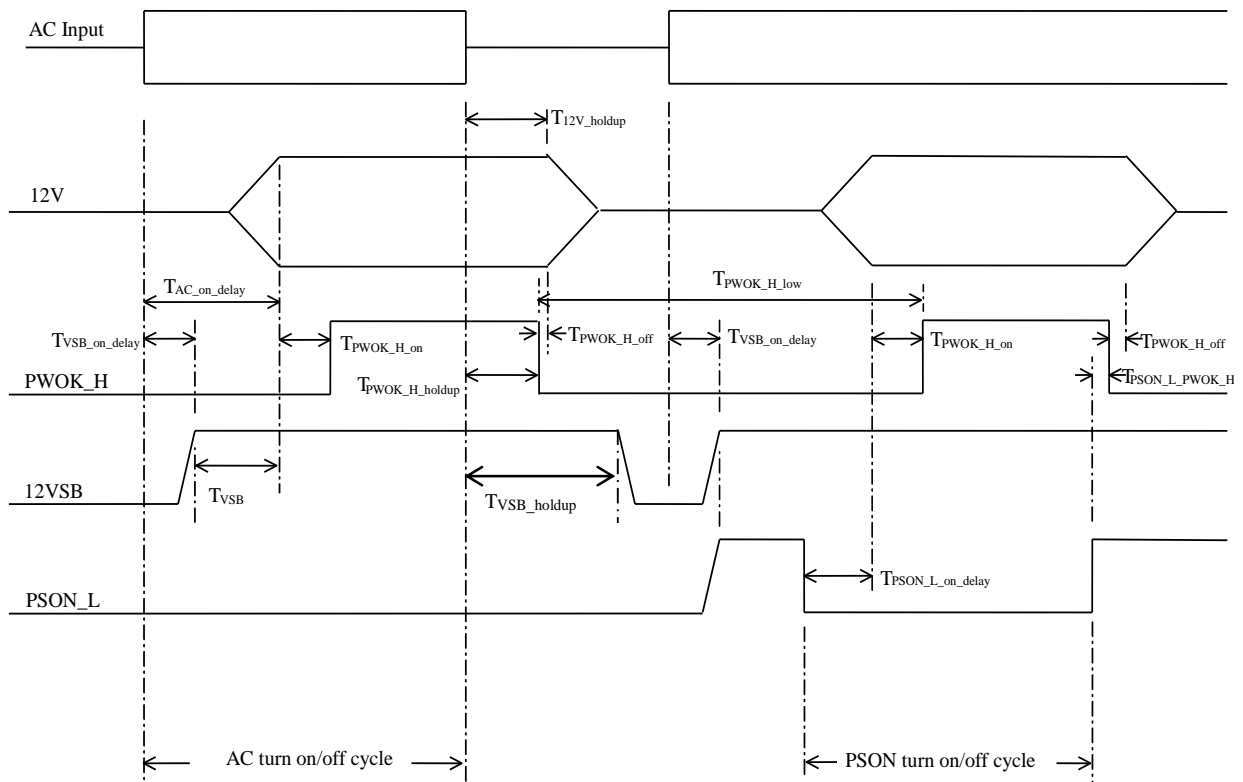 AC Input
T12V_holdup
12V
TAC_on_delay
TPWOK_H_low
TVSB_on_delay
TPWOK_H_on
TPWOK_H_off
TVSB_on_delay
TPWOK_H_on
TPWOK_H_off
PWOK_H
TPWOK_H_holdup
TPSON_L_PWOK_H
12VSB
TVSB
TVSB_holdup
TPSON_L_on_delay
PSON_L
AC turn on/off cycle
PSON turn on/off cycle